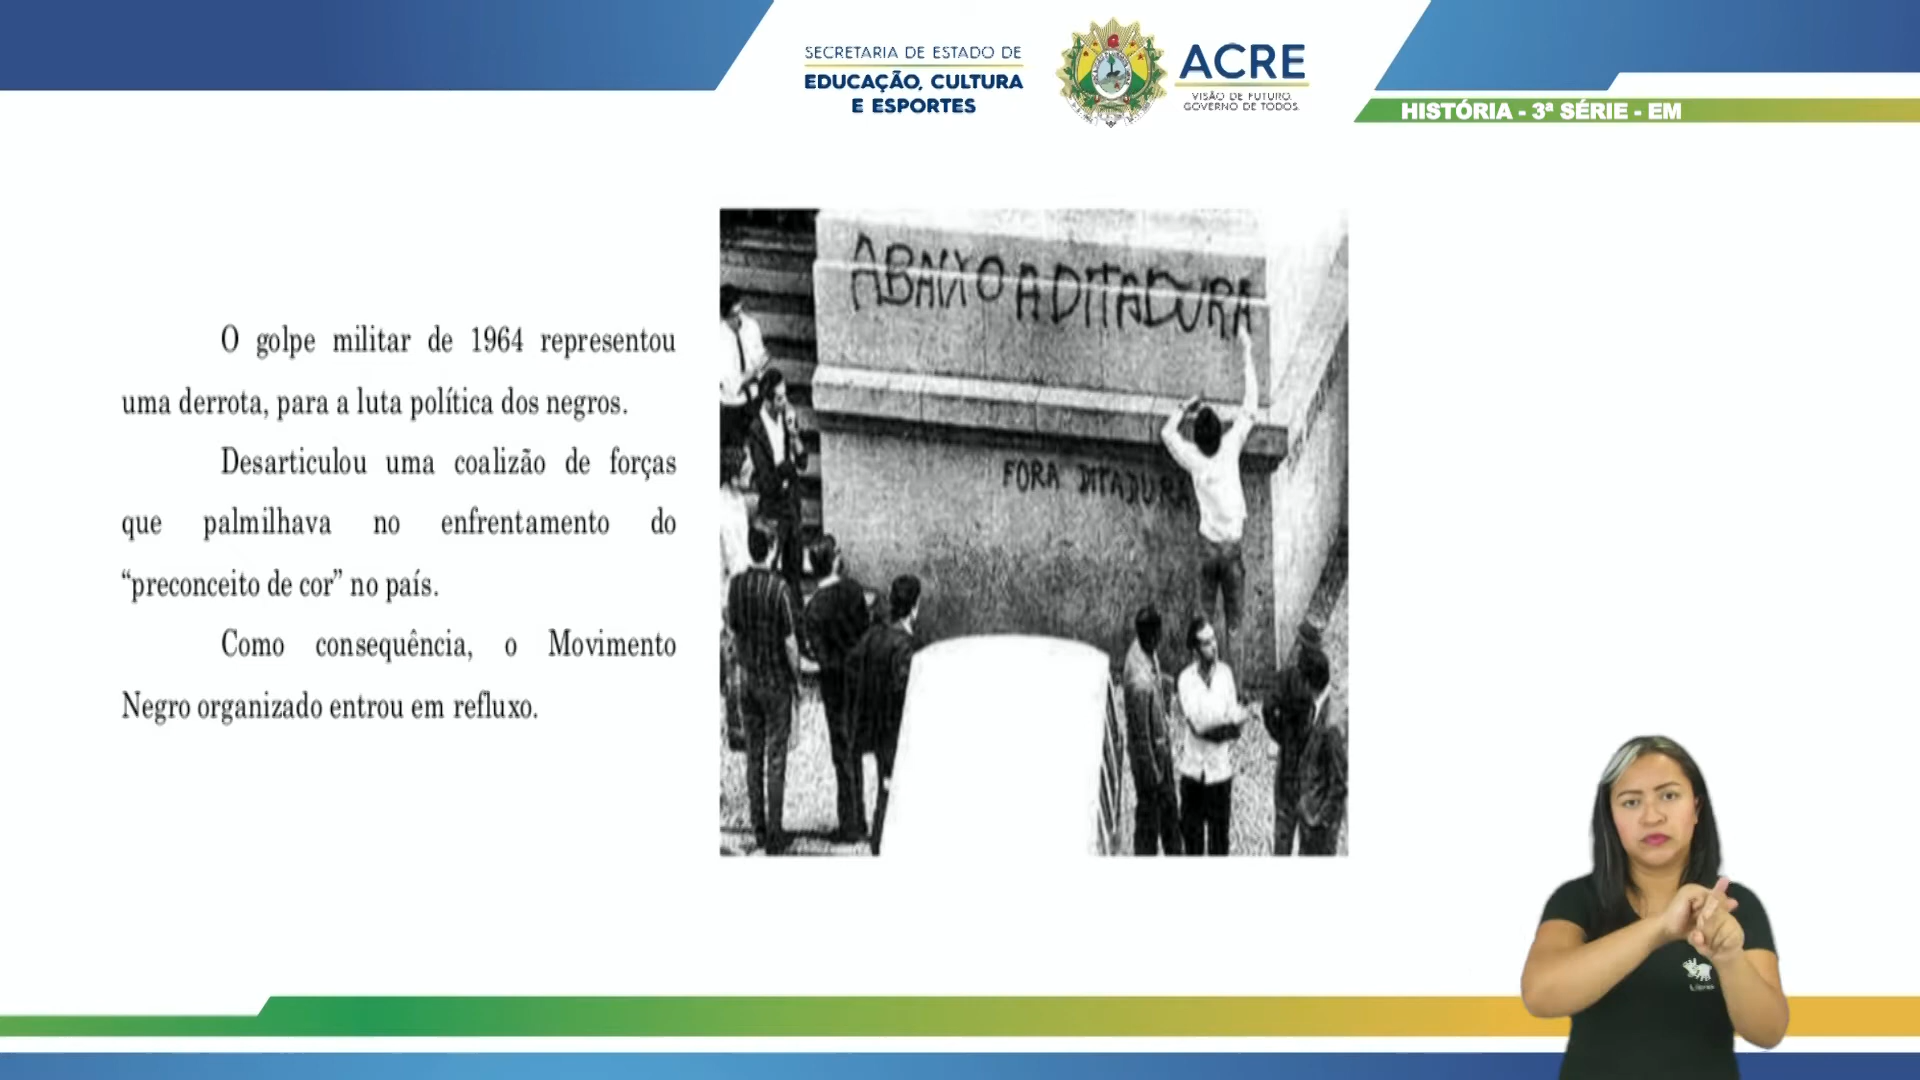 SECRETARIA DE ESTADO DE
EDUCAÇÃO, CULTURA
E ESPORTES
ACRE
VISÃO DE FUTURO.
GOVERNO DE TODOS.
HISTÓRIA - 3ª SÉRIE - EM
O golpe militar de 1964 representou
uma derrota, para a luta política dos negros.
Desarticulou uma coalizão de forças
que palmilhava no enfrentamento do
“preconceito de cor” no país.
Como consequência, o Movimento
Negro organizado entrou em refluxo.
ABAIXO A DITADURA
FORA DITADURA